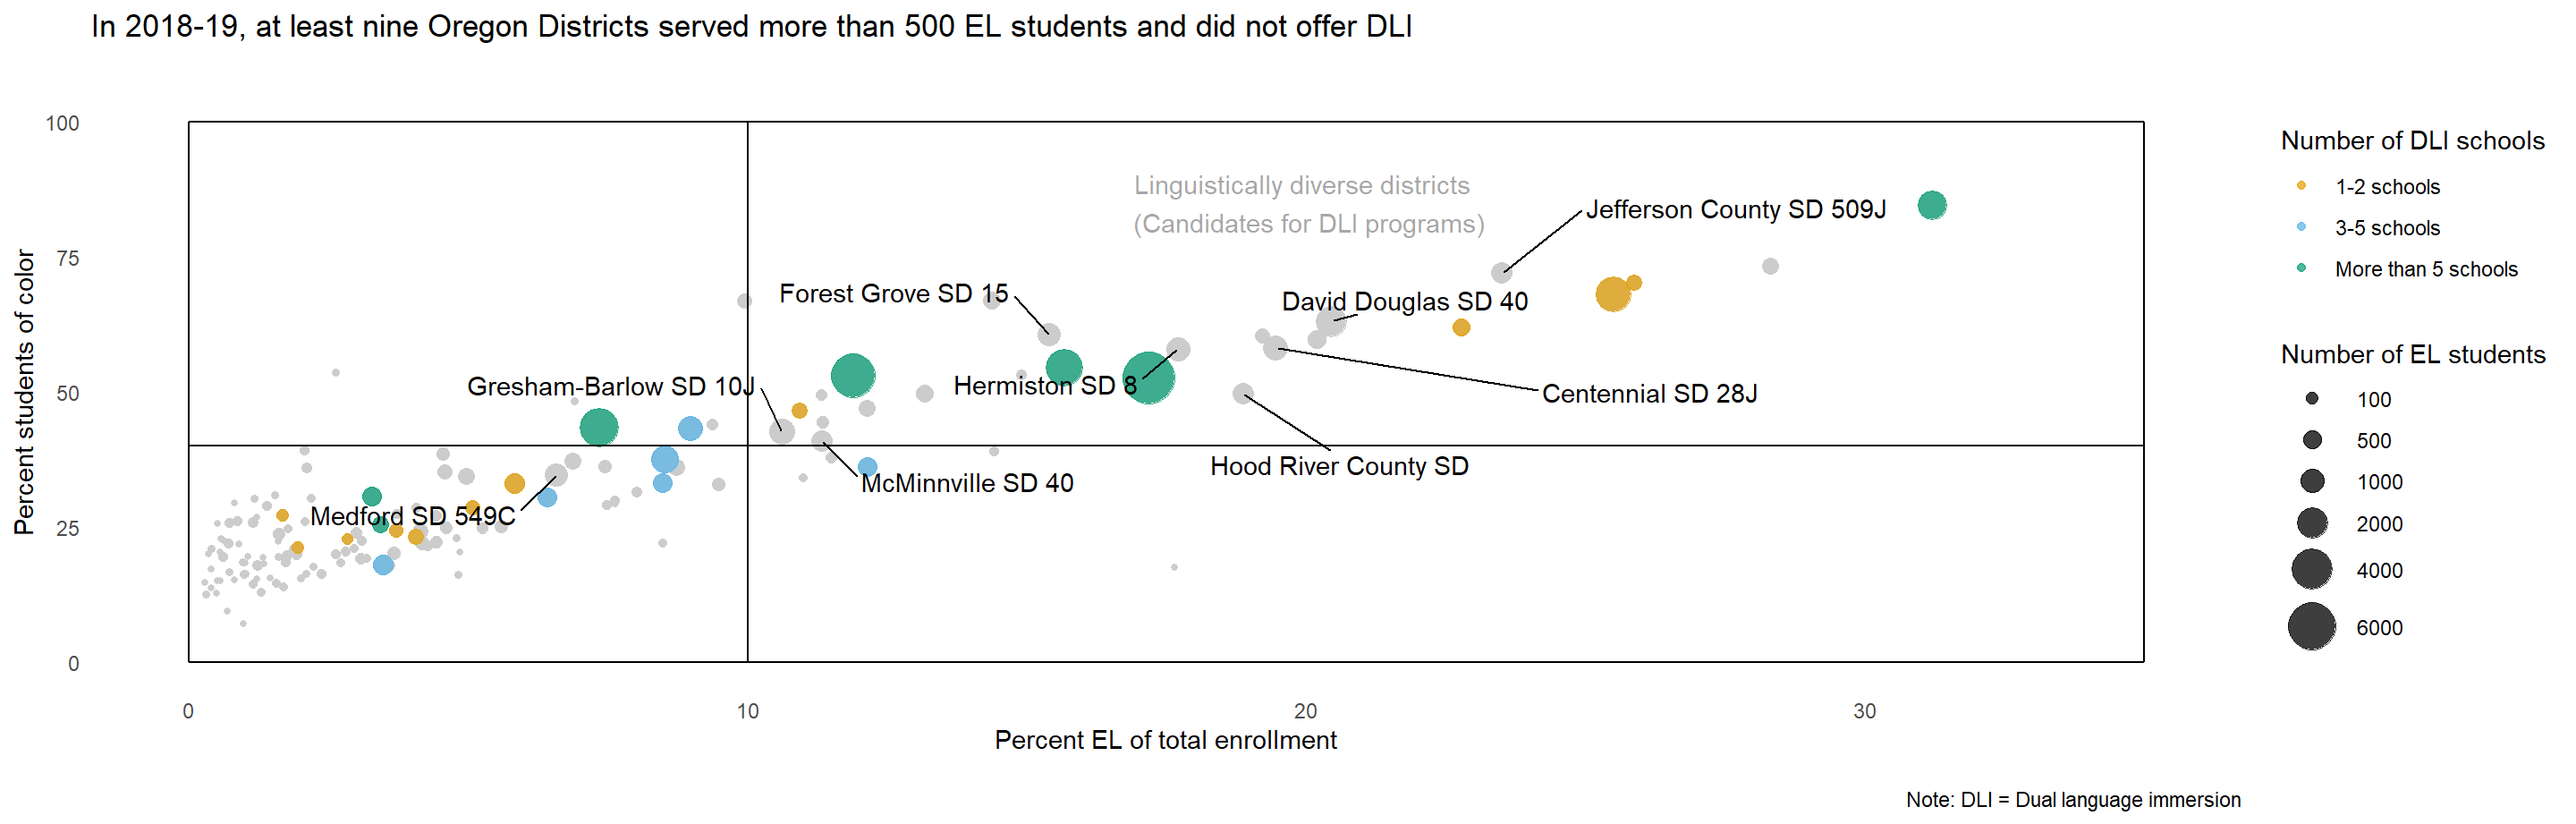 In 2018-19, at least nine Oregon Districts served more than 500 EL students and did not offer DLI
Percent students of color
100
75
50
25
0
Linguistically diverse districts
(Candidates for DLI programs)
Jefferson County SD 509J
Forest Grove SD 15
David Douglas SD 40
Gresham-Barlow SD 10J
Hermiston SD 8
Centennial SD 28J
Hood River County SD
McMinnville SD 40
Medford SD 549C
0
10
20
30
Percent EL of total enrollment
Number of DLI schools
1-2 schools
3-5 schools
More than 5 schools
Number of EL students
100
500
1000
2000
4000
6000
Note: DLI = Dual language immersion